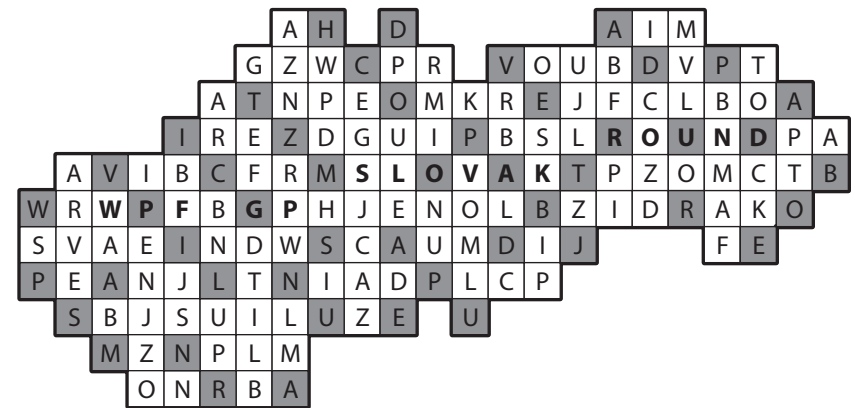 A H D A I M
G Z W C P R V O U B D V P T
A T N P E O M K R E J F C L B O A
I R E Z D G U I P B S L R O U N D P A
A V I B C F R M S L O V A K T P Z O M C T B
W R W P F B G P H J E N O L B Z I D R A K O
S V A E I N D W S C A U M D I J F E
P E A N J L T N I A D P L C P
S B J S U I L U Z E U
M Z N P L M
O N R B A